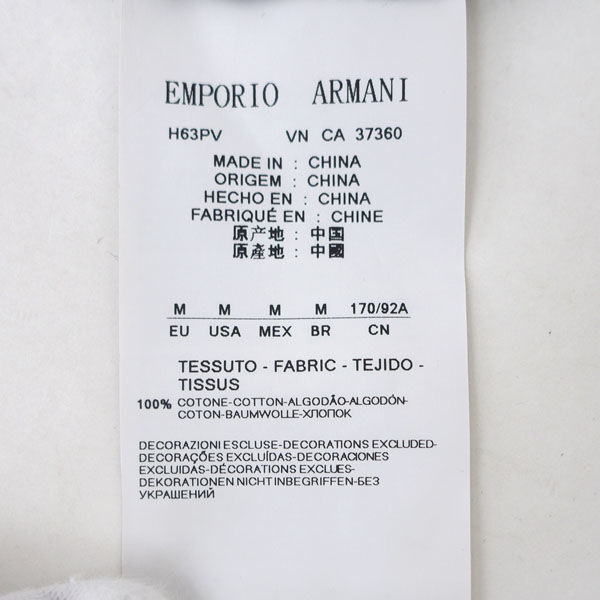 EMPORIO ARMANI
H63PV VN CA 37360
MADE IN : CHINA
ORIGEM : CHINA
HECHO EN : CHINA
FABRIQUÉ EN : CHINE
原产地 : 中国
原產地 : 中國
M M M M 170/92A
EU USA MEX BR CN
TESSUTO - FABRIC - TEJIDO -
TISSUS
100% COTONE-COTTON-ALGODÃO-ALGODÓN-
COTON-BAUMWOLLE-ХЛОПОК
DECORAZIONI ESCLUSE-DECORATIONS EXCLUDED-
DECORAÇÕES EXCLUÍDAS-DECORACIONES
EXCLUIDAS-DÉCORATIONS EXCLUES-
DEKORATIONEN NICHT INBEGRIFFEN-БЕЗ
УКРАШЕНИЙ